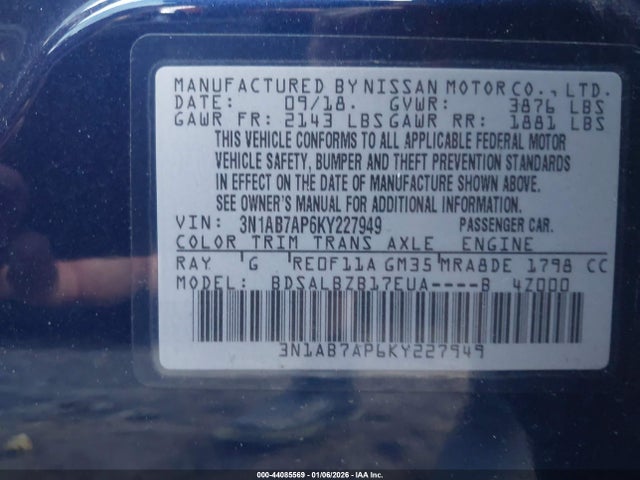 MANUFACTURED BY NISSAN MOTOR CO., LTD.
DATE: 09/18. GVWR: 3876 LBS
GAWR FR: 2143 LBS GAWR RR: 1881 LBS
THIS VEHICLE CONFORMS TO ALL APPLICABLE FEDERAL MOTOR
VEHICLE SAFETY, BUMPER AND THEFT PREVENTION STANDARDS
IN EFFECT ON THE DATE OF MANUFACTURE SHOWN ABOVE.
SEE OWNER'S MANUAL FOR ADDITIONAL INFORMATION.
VIN: 3N1AB7AP6KY227949 PASSENGER CAR.
COLOR TRIM TRANS AXLE ENGINE
RAY G RE0F11A GM35 MRA8DE 1798 CC
MODEL: BDSALBZB17EUA----B 4Z000
3N1AB7AP6KY227949
000-44085569 - 01/06/2026 - IAAI, Inc.